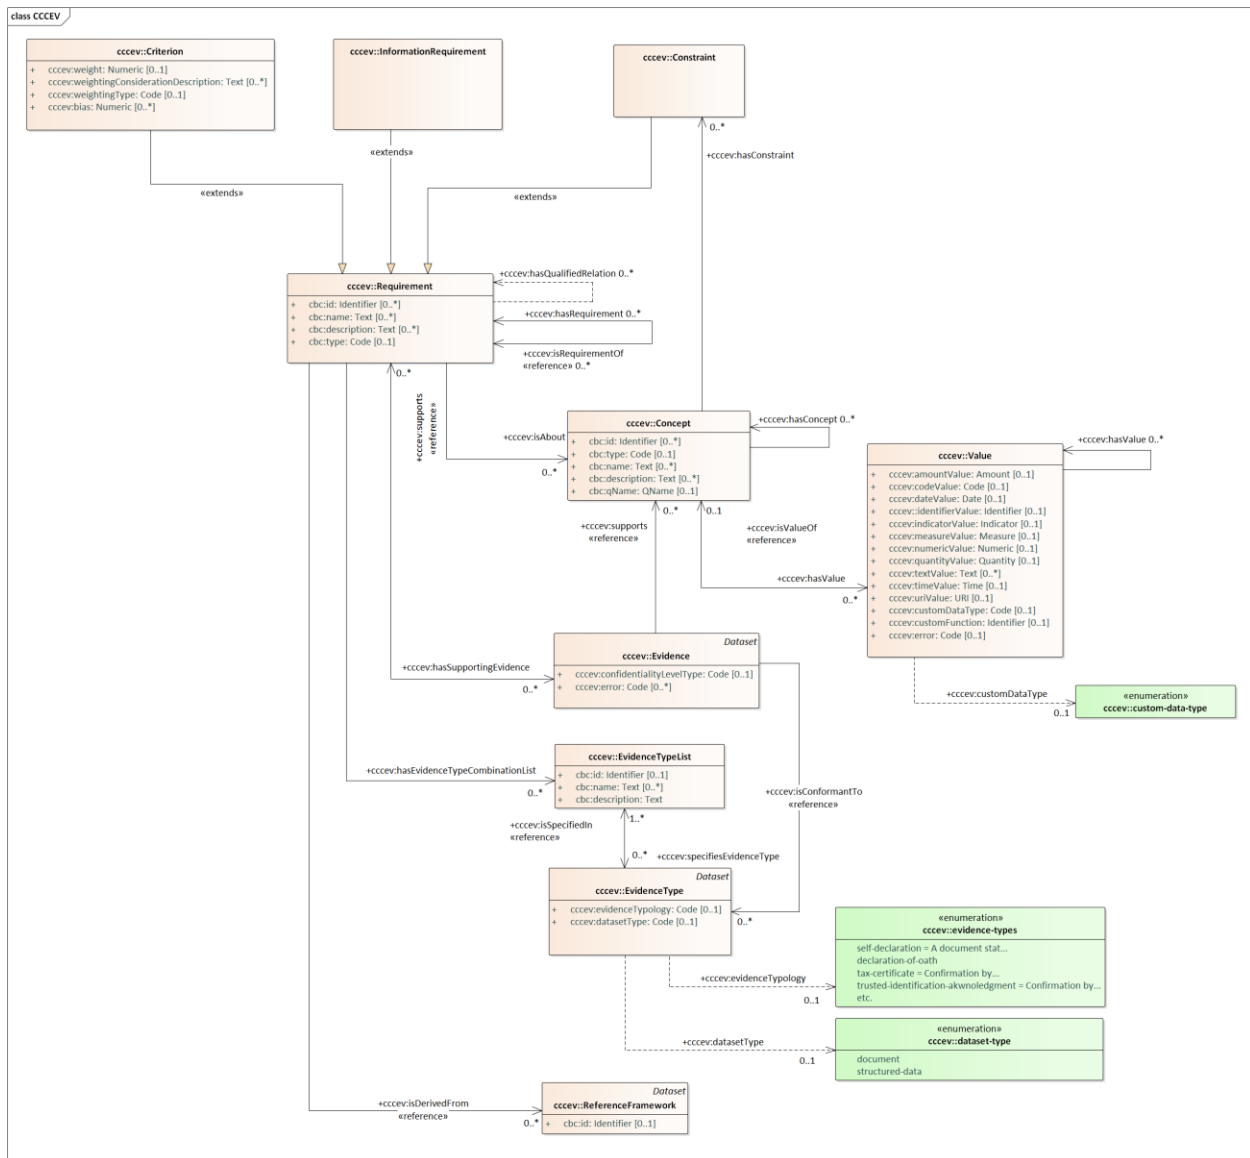 class CCCEV
cccev::Criterion
+ cccev:weight: Numeric [0..1]
+ cccev:weightingConsiderationDescription: Text [0..*]
+ cccev:weightingType: Code [0..1]
+ cccev:bias: Numeric [0..*]
cccev::InformationRequirement
cccev::Constraint
0..*
+cccev:hasConstraint
«extends»
«extends»
«extends»
cccev::Requirement
+ cbc:id: Identifier [0..*]
+ cbc:name: Text [0..*]
+ cbc:description: Text [0..*]
+ cbc:type: Code [0..1]
+cccev:hasQualifiedRelation 0..*
+cccev:hasRequirement 0..*
+cccev:isRequirementOf
«reference» 0..*
0..*
+cccev:supports
«reference»
+cccev:isAbout
0..*
cccev::Concept
+ cbc:id: Identifier [0..*]
+ cbc:type: Code [0..1]
+ cbc:name: Text [0..*]
+ cbc:description: Text [0..*]
+ cbc:qName: QName [0..1]
+cccev:hasConcept 0..*
cccev::Value
+ cccev:amountValue: Amount [0..1]
+ cccev:codeValue: Code [0..1]
+ cccev:dateValue: Date [0..1]
+ cccev::identifierValue: Identifier [0..1]
+ cccev:indicatorValue: Indicator [0..1]
+ cccev:measureValue: Measure [0..1]
+ cccev:numericValue: Numeric [0..1]
+ cccev:quantityValue: Quantity [0..1]
+ cccev:textValue: Text [0..*]
+ cccev:timeValue: Time [0..1]
+ cccev:uriValue: URI [0..1]
+ cccev:customDataType: Code [0..1]
+ cccev:customFunction: Identifier [0..1]
+ cccev:error: Code [0..1]
+cccev:hasValue 0..*
0..*
0..1
+cccev:supports
«reference»
+cccev:isValueOf
«reference»
+cccev:hasValue
0..*
Dataset
cccev::Evidence
+ cccev:confidentialityLevelType: Code [0..1]
+ cccev:error: Code [0..*]
+cccev:hasSupportingEvidence
0..*
+cccev:customDataType
0..1
«enumeration»
cccev::custom-data-type
cccev::EvidenceTypeList
+ cbc:id: Identifier [0..1]
+ cbc:name: Text [0..*]
+ cbc:description: Text
+cccev:hasEvidenceTypeCombinationList
0..*
+cccev:isConformantTo
«reference»
+cccev:isSpecifiedIn
«reference»
1..*
0..*
+cccev:specifiesEvidenceType
Dataset
cccev::EvidenceType
+ cccev:evidenceTypology: Code [0..1]
+ cccev:datasetType: Code [0..1]
0..*
«enumeration»
cccev::evidence-types
self-declaration = A document stat...
declaration-of-oath
tax-certificate = Confirmation by...
trusted-identification-akwnoledgment = Confirmation by...
etc.
+cccev:evidenceTypology
0..1
«enumeration»
cccev::dataset-type
document
structured-data
+cccev:datasetType
0..1
Dataset
cccev::ReferenceFramework
+ cbc:id: Identifier [0..1]
+cccev:isDerivedFrom
«reference»
0..*